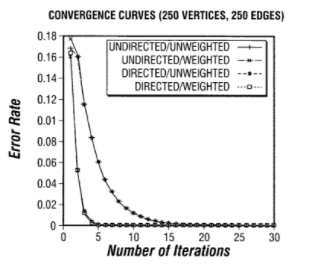 CONVERGENCE CURVES (250 VERTICES, 250 EDGES)
UNDIRECTED/UNWEIGHTED
UNDIRECTED/WEIGHTED
DIRECTED/UNWEIGHTED
DIRECTED/WEIGHTED
Error Rate
0.18
0.16
0.14
0.12
0.1
0.08
0.06
0.04
0.02
0
0 5 10 15 20 25 30
Number of Iterations